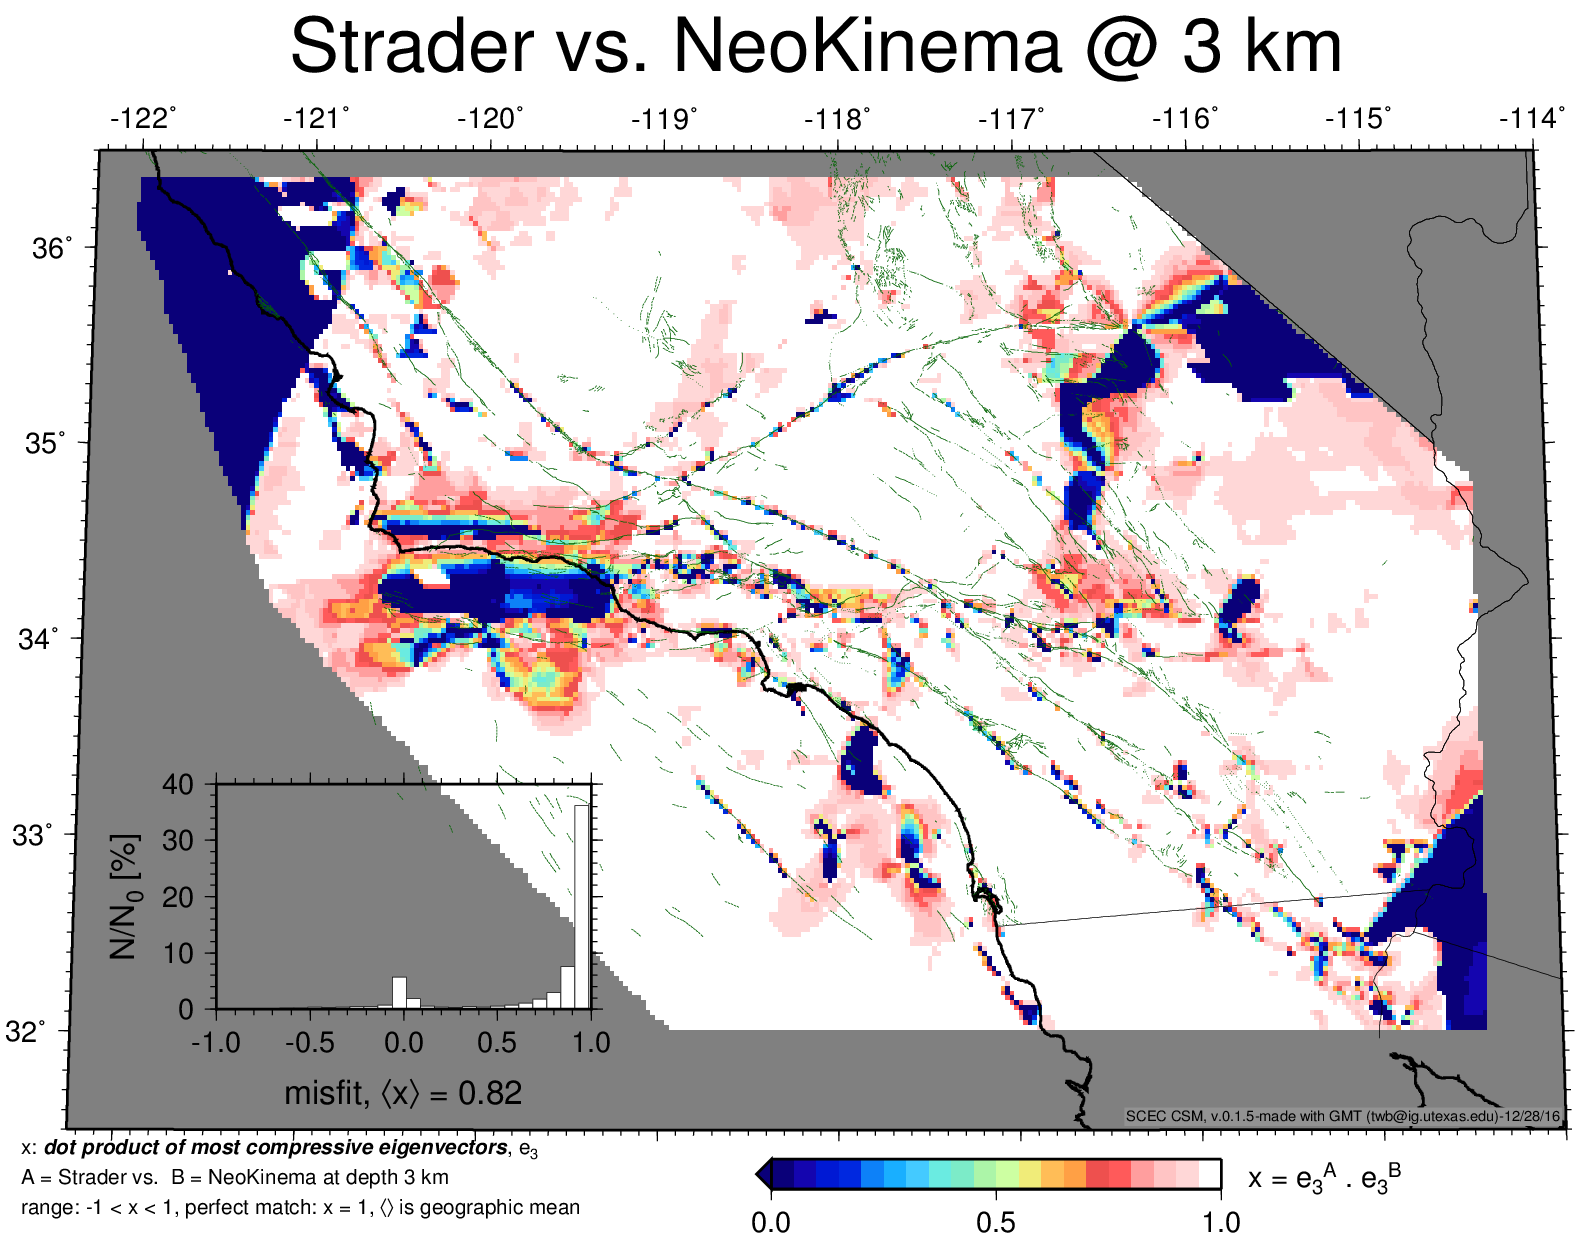 Strader vs. NeoKinema @ 3 km
-122° -121° -120° -119° -118° -117° -116° -115° -114°
36°
35°
34°
33°
32°
40
30
20
10
0
N/N0 [%]
-1.0 -0.5 0.0 0.5 1.0
misfit, ⟨x⟩ = 0.82
SCEC CSM, v.0.1.5-made with GMT (twb@ig.utexas.edu)-12/28/16
x: dot product of most compressive eigenvectors, e3
A = Strader vs. B = NeoKinema at depth 3 km
range: -1 < x < 1, perfect match: x = 1, ⟨⟩ is geographic mean
x = e3A . e3B
0.0 0.5 1.0